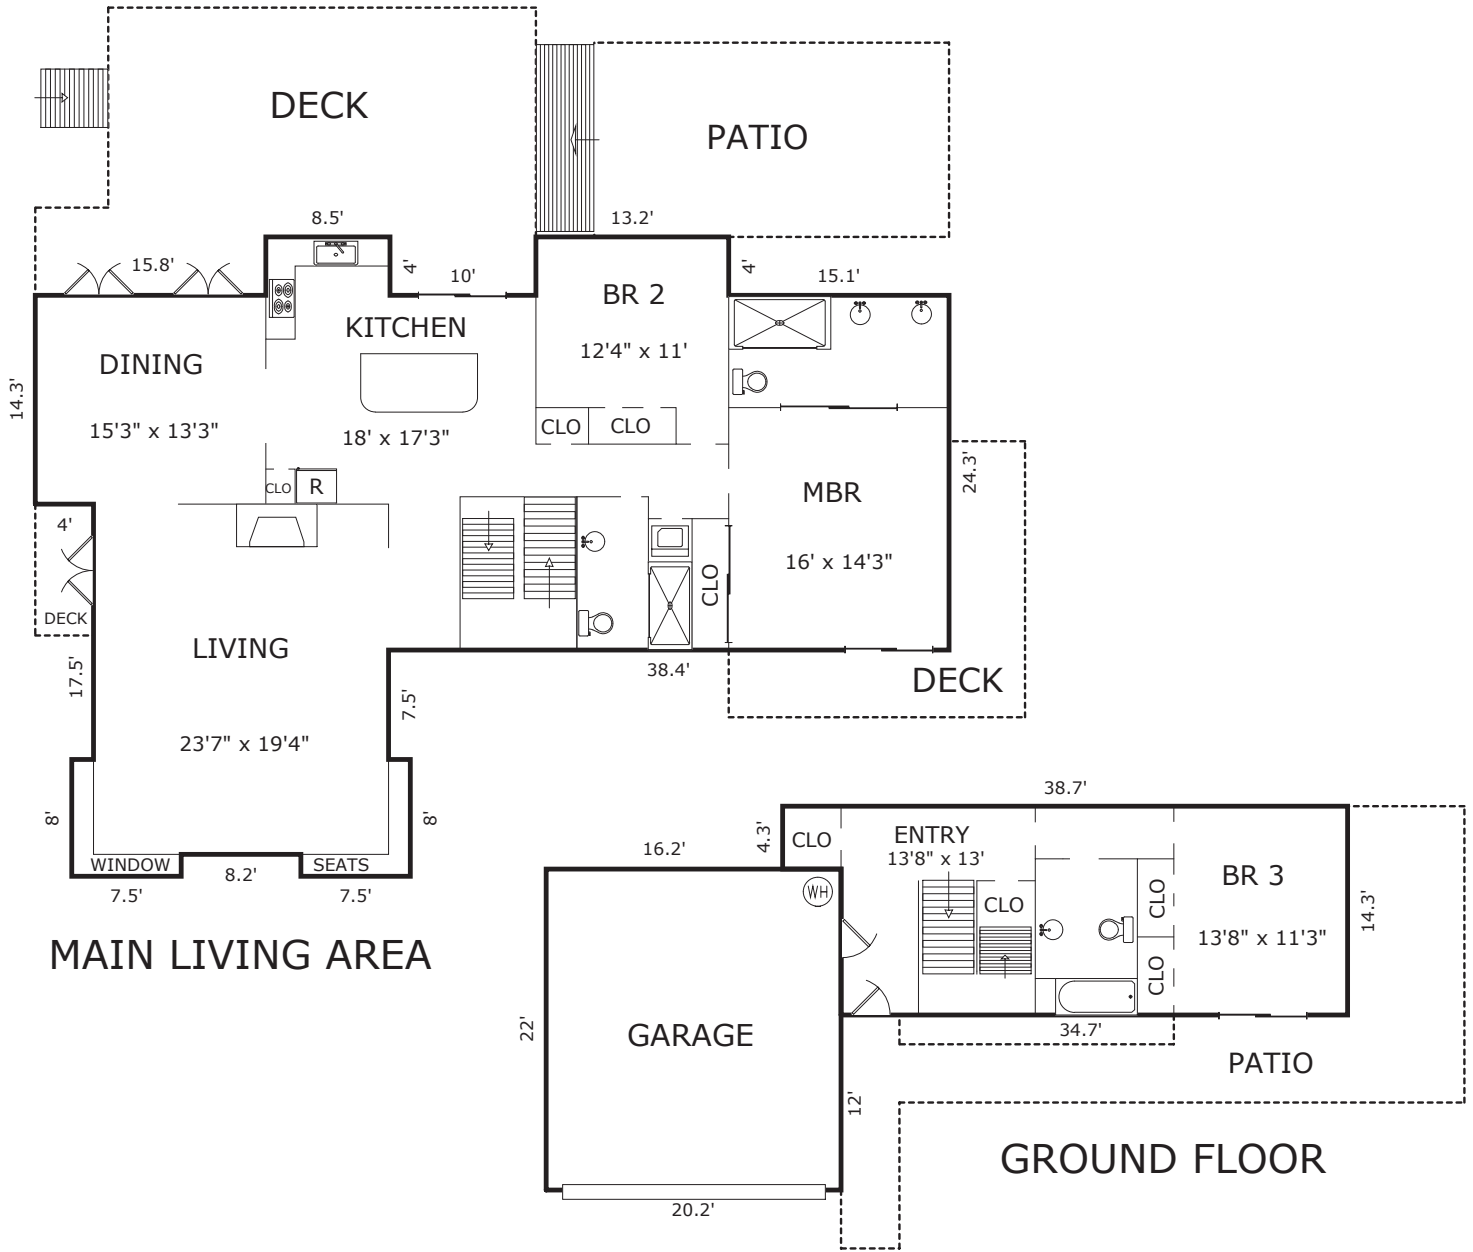 DECK
PATIO
8.5'
13.2'
15.8'
4'
10'
4'
15.1'
BR 2
KITCHEN
12'4" x 11'
DINING
14.3'
15'3" x 13'3"
18' x 17'3"
CLO
CLO
24.3'
CLO
R
MBR
4'
16' x 14'3"
CLO
DECK
LIVING
17.5'
38.4'
DECK
7.5'
23'7" x 19'4"
8'
8'
WINDOW
SEATS
7.5'
8.2'
7.5'
MAIN LIVING AREA
38.7'
4.3'
CLO
ENTRY
13'8" x 13'
16.2'
WH
CLO
CLO
BR 3
14.3'
13'8" x 11'3"
CLO
22'
GARAGE
34.7'
PATIO
12'
GROUND FLOOR
20.2'